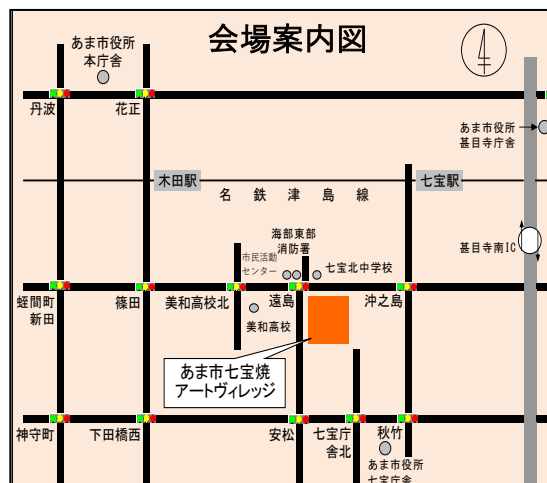 会場案内図
あま市役所
本庁舎
丹波
花正
あま市役所
甚目寺庁舎
木田駅
七宝駅
名鉄津島線
海部東部
消防署
市民活動
センター
七宝北中学校
甚目寺南IC
蛭間町
新田
篠田
美和高校北
遠島
沖之島
美和高校
あま市七宝焼
アートヴィレッジ
神守町
下田橋西
安松
七宝庁
舎北
秋竹
あま市役所
七宝庁舎